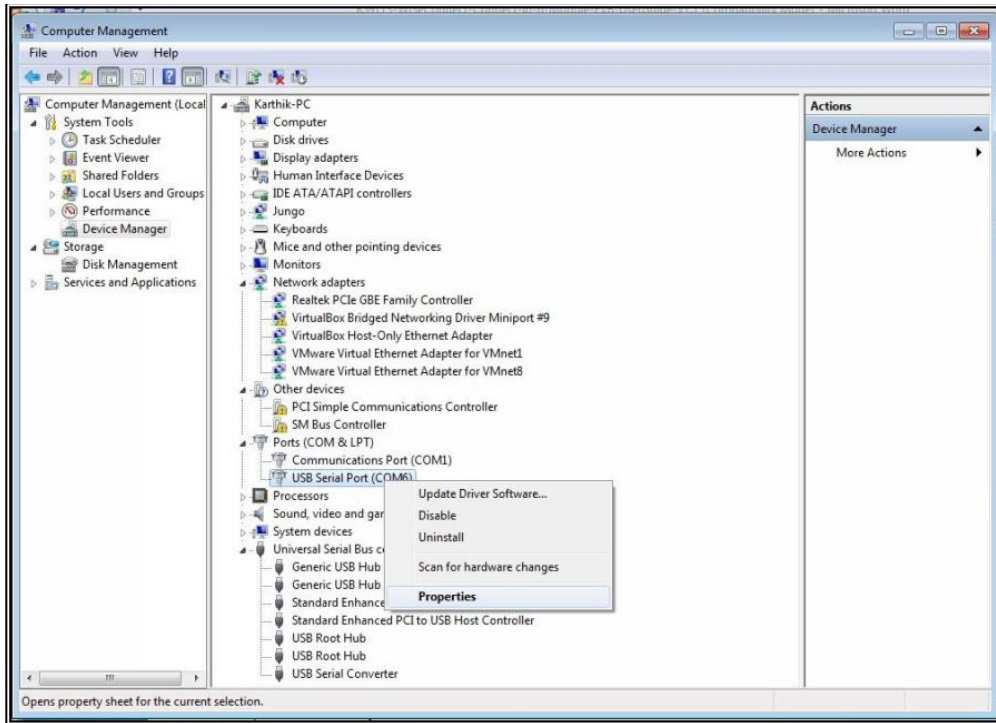 Computer Management
File Action View Help
Computer Management (Local
System Tools
Task Scheduler
Event Viewer
Shared Folders
Local Users and Groups
Performance
Device Manager
Storage
Disk Management
Services and Applications
Karthik-PC
Computer
Disk drives
Display adapters
Human Interface Devices
IDE ATA/ATAPI controllers
Jungo
Keyboards
Mice and other pointing devices
Monitors
Network adapters
Realtek PCIe GBE Family Controller
VirtualBox Bridged Networking Driver Miniport #9
VirtualBox Host-Only Ethernet Adapter
VMware Virtual Ethernet Adapter for VMnet1
VMware Virtual Ethernet Adapter for VMnet8
Other devices
PCI Simple Communications Controller
SM Bus Controller
Ports (COM & LPT)
Communications Port (COM1)
USB Serial Port (COM6)
Processors
Sound, video and gar
System devices
Universal Serial Bus c
Generic USB Hub
Generic USB Hub
Standard Enhance
Standard Enhanced PCI to USB Host Controller
USB Root Hub
USB Root Hub
USB Serial Converter
Update Driver Software...
Disable
Uninstall
Scan for hardware changes
Properties
Actions
Device Manager
More Actions
Opens property sheet for the current selection.